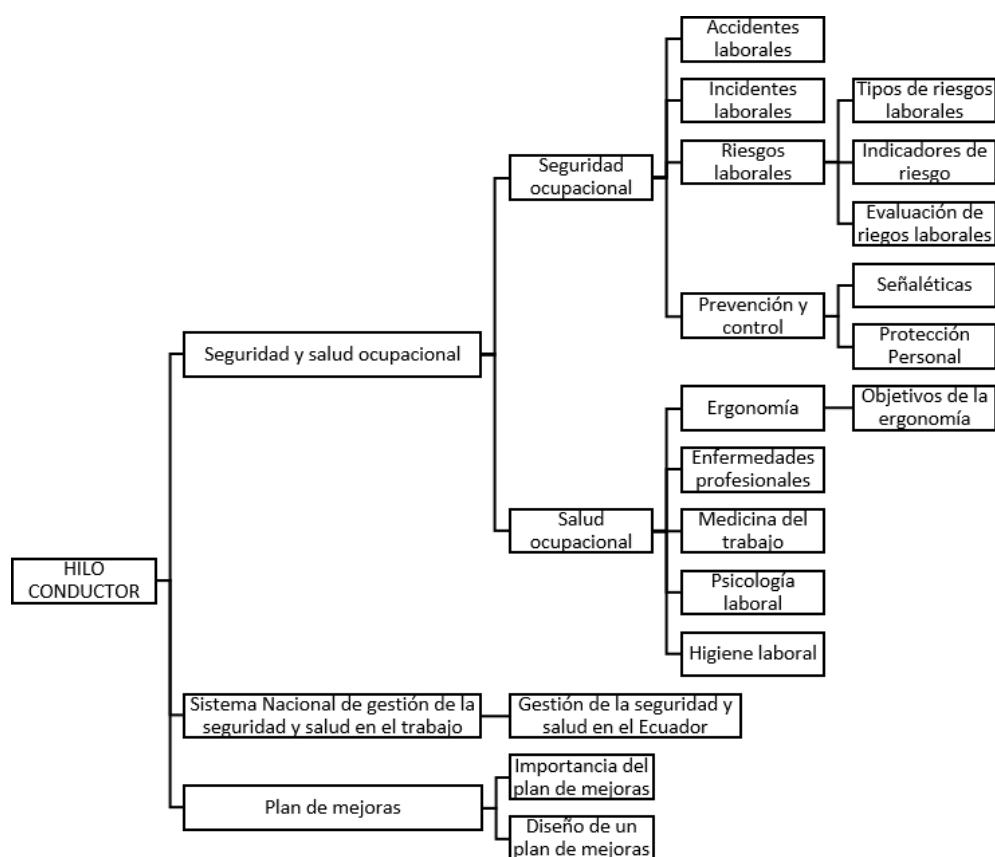 Accidentes
laborales
Incidentes
laborales
Tipos de riesgos
laborales
Seguridad
ocupacional
Riesgos
laborales
Indicadores de
riesgo
Evaluación de
riegos laborales
Prevención y
control
Señaléticas
Protección
Personal
Seguridad y salud ocupacional
Ergonomía
Objetivos de la
ergonomía
Enfermedades
profesionales
Salud
ocupacional
Medicina del
trabajo
Psicología
laboral
Higiene laboral
HILO
CONDUCTOR
Sistema Nacional de gestión de la
seguridad y salud en el trabajo
Gestión de la seguridad y
salud en el Ecuador
Plan de mejoras
Importancia del
plan de mejoras
Diseño de un
plan de mejoras